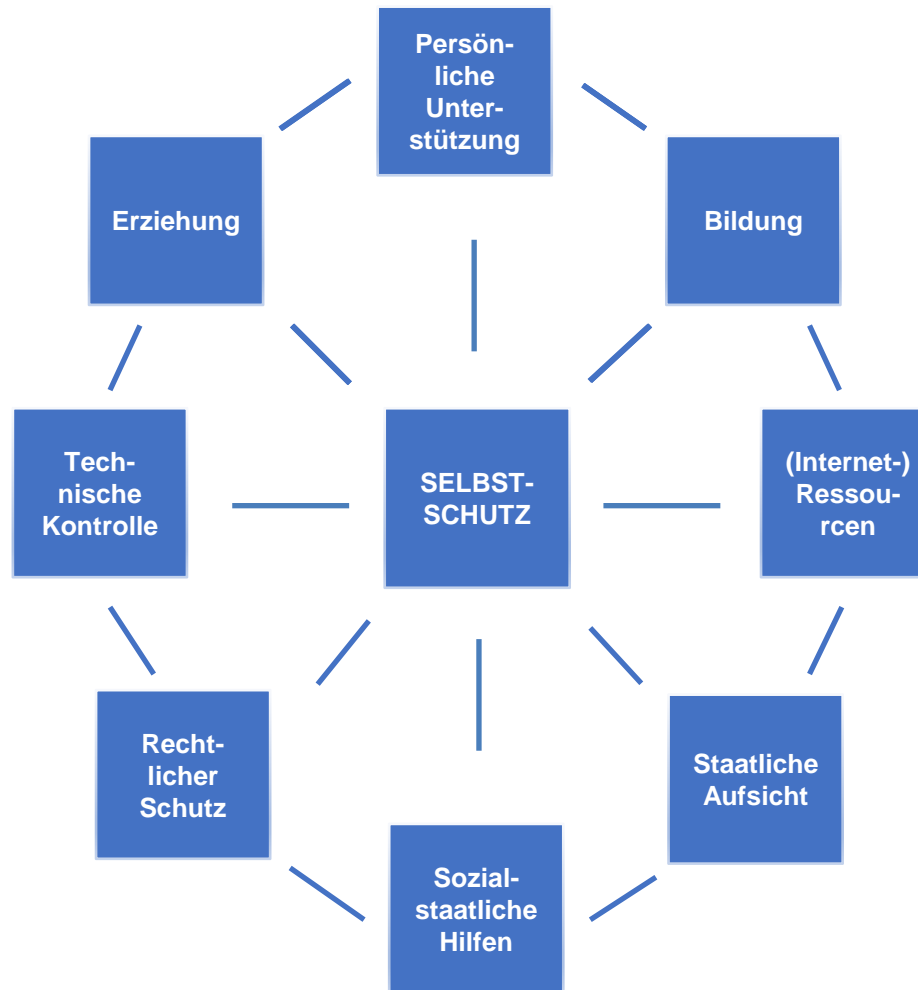 Persön-
liche
Unter-
stützung
Erziehung
Bildung
Tech-
nische
Kontrolle
SELBST-
SCHUTZ
(Internet-)
Ressou-
rcen
Recht-
licher
Schutz
Staatliche
Aufsicht
Sozial-
staatliche
Hilfen